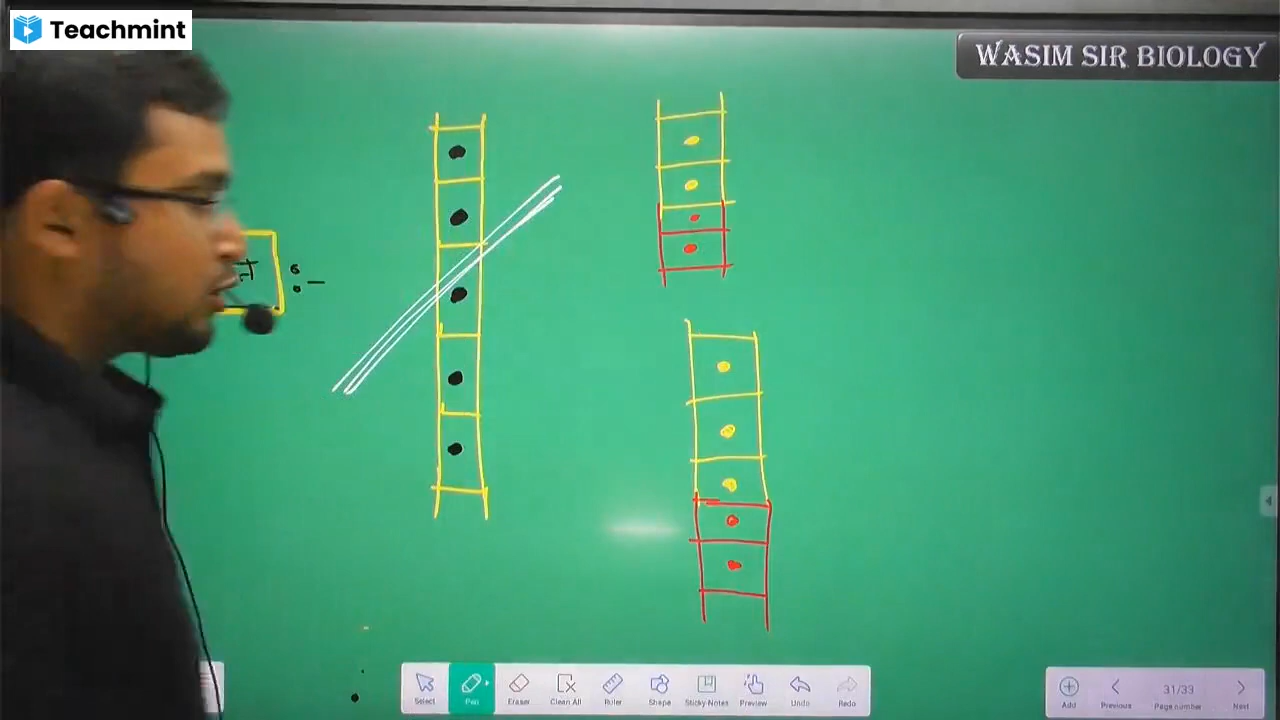 Teachmint
WASIM SIR BIOLOGY
Select
Pen
Eraser
Clean All
Ruler
Shape
Sticky-Notes
Preview
Undo
Redo
Add
Previous
31/33
Page number
Next